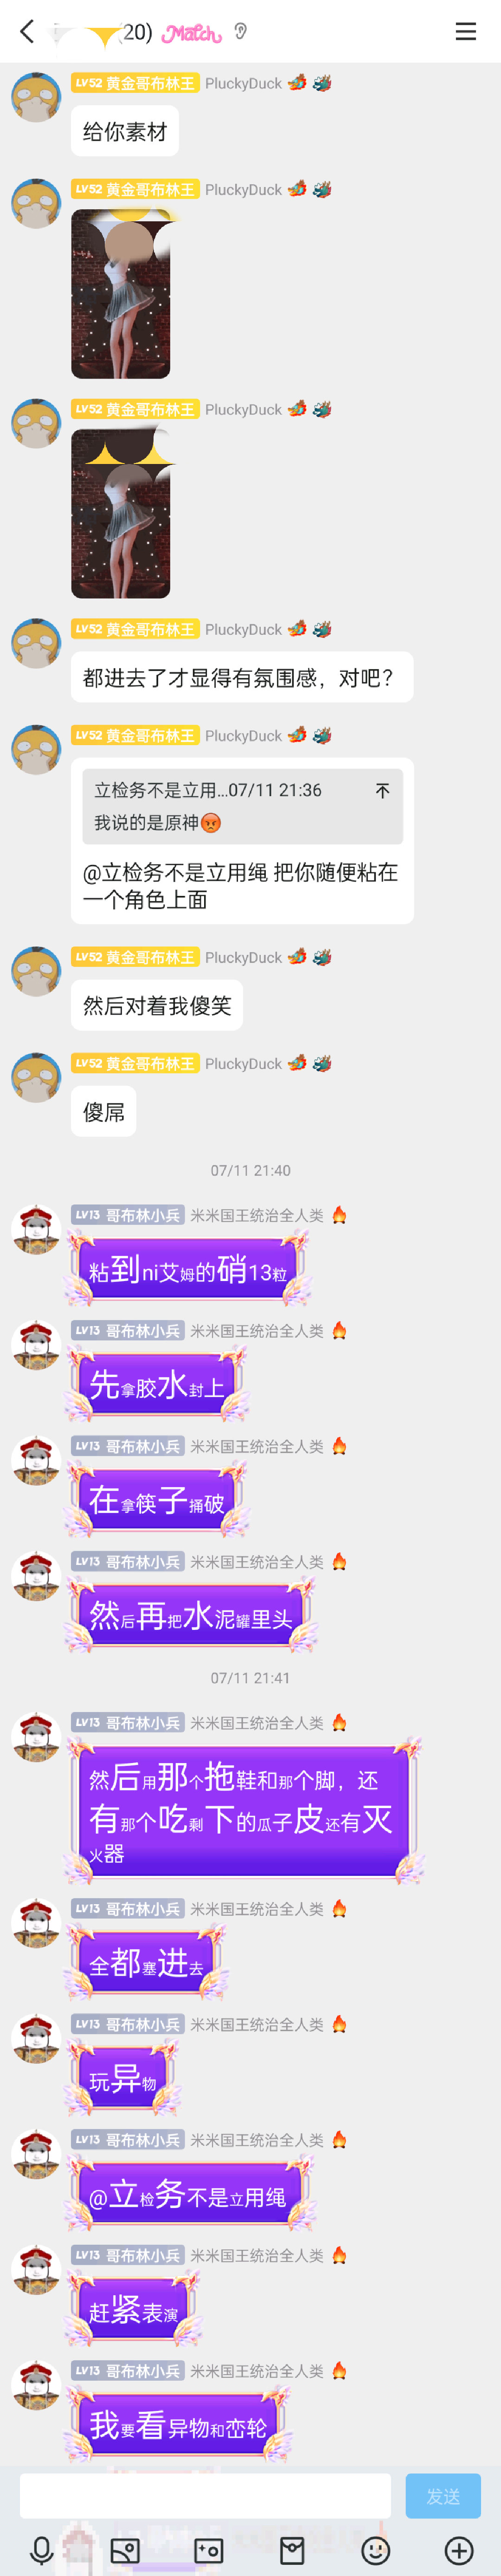 20)
Match
LV52 黄金哥布林王 PluckyDuck
给你素材
LV52 黄金哥布林王 PluckyDuck
LV52 黄金哥布林王 PluckyDuck
LV52 黄金哥布林王 PluckyDuck
都进去了才显得有氛围感，对吧？
LV52 黄金哥布林王 PluckyDuck
立检务不是立用...07/11 21:36
我说的是原神😡
@立检务不是立用绳 把你随便粘在
一个角色上面
LV52 黄金哥布林王 PluckyDuck
然后对着我傻笑
LV52 黄金哥布林王 PluckyDuck
傻屌
07/11 21:40
LV13 哥布林小兵 米米国王统治全人类
粘到ni艾姆的硝13粒
LV13 哥布林小兵 米米国王统治全人类
先拿胶水封上
LV13 哥布林小兵 米米国王统治全人类
在拿筷子捅破
LV13 哥布林小兵 米米国王统治全人类
然后再把水泥罐里头
07/11 21:41
LV13 哥布林小兵 米米国王统治全人类
然后用那个拖鞋和那个脚，还
有那个吃剩下的瓜子皮还有灭
火器
LV13 哥布林小兵 米米国王统治全人类
全都塞进去
LV13 哥布林小兵 米米国王统治全人类
玩异物
LV13 哥布林小兵 米米国王统治全人类
@立检务不是立用绳
LV13 哥布林小兵 米米国王统治全人类
赶紧表演
LV13 哥布林小兵 米米国王统治全人类
我要看异物和峦轮
发送